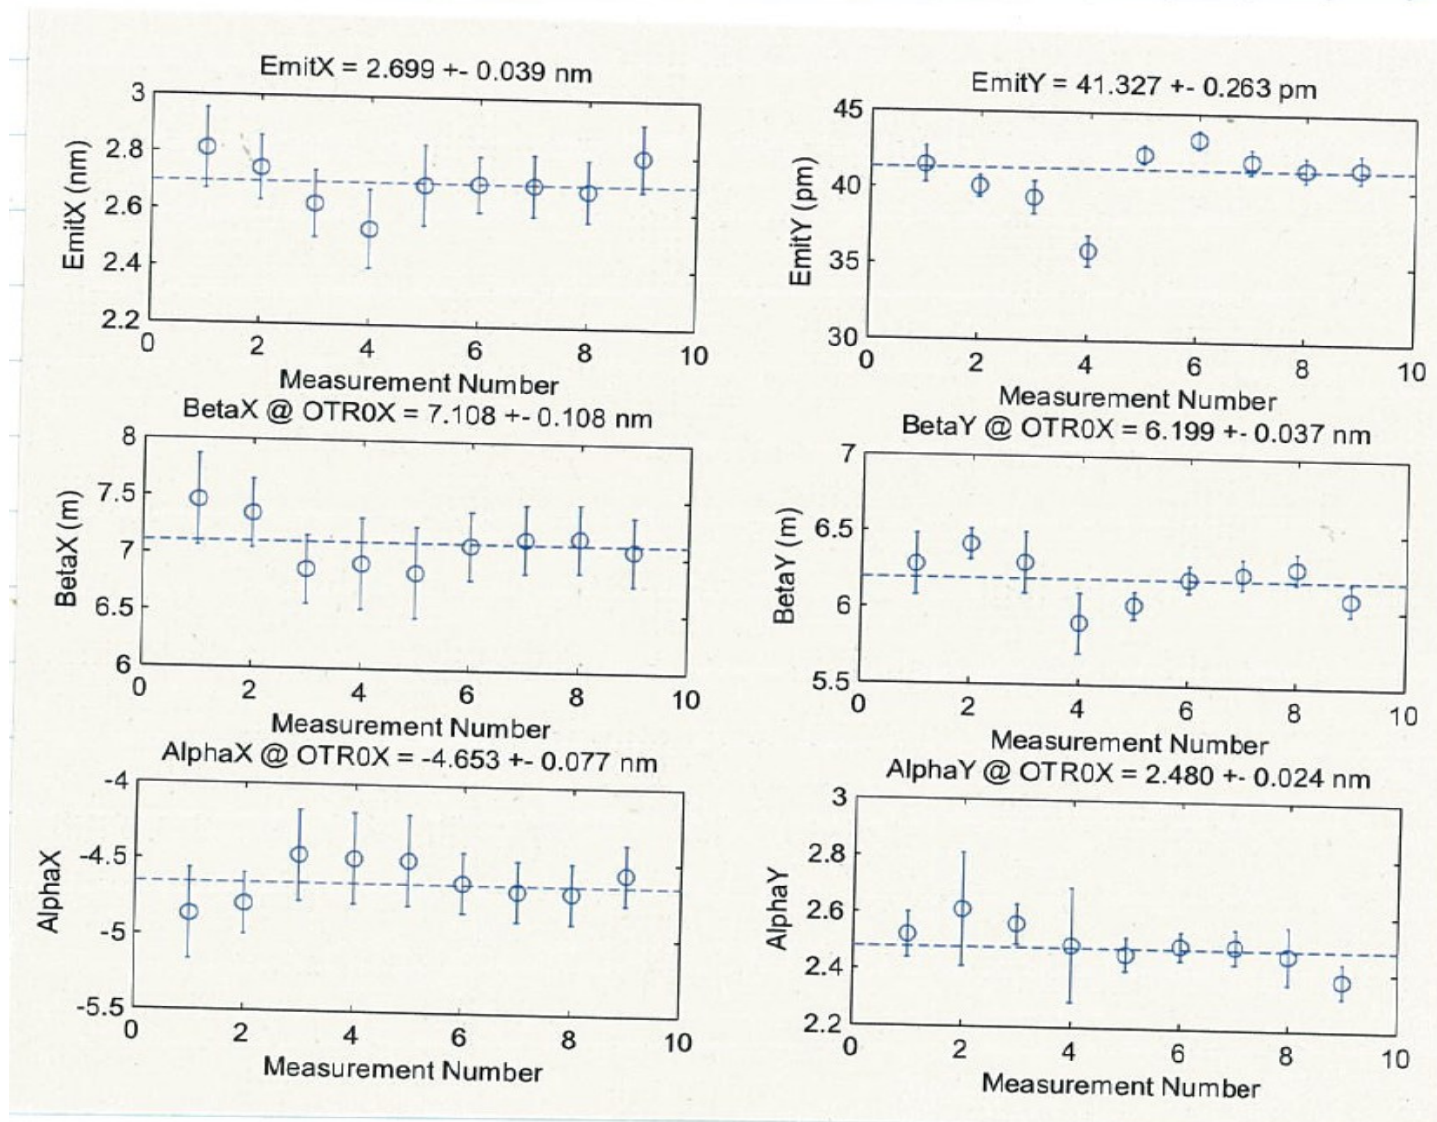 EmitX = 2.699 +- 0.039 nm
EmitX (nm)
3
2.8
2.6
2.4
2.2
0 2 4 6 8 10
Measurement Number
EmitY = 41.327 +- 0.263 pm
EmitY (pm)
45
40
35
30
0 2 4 6 8 10
Measurement Number
BetaX @ OTR0X = 7.108 +- 0.108 nm
BetaX (m)
8
7.5
7
6.5
6
0 2 4 6 8 10
Measurement Number
BetaY @ OTR0X = 6.199 +- 0.037 nm
BetaY (m)
7
6.5
6
5.5
0 2 4 6 8 10
Measurement Number
AlphaX @ OTR0X = -4.653 +- 0.077 nm
AlphaX
-4
-4.5
-5
-5.5
0 2 4 6 8 10
Measurement Number
AlphaY @ OTR0X = 2.480 +- 0.024 nm
AlphaY
3
2.8
2.6
2.4
2.2
0 2 4 6 8 10
Measurement Number